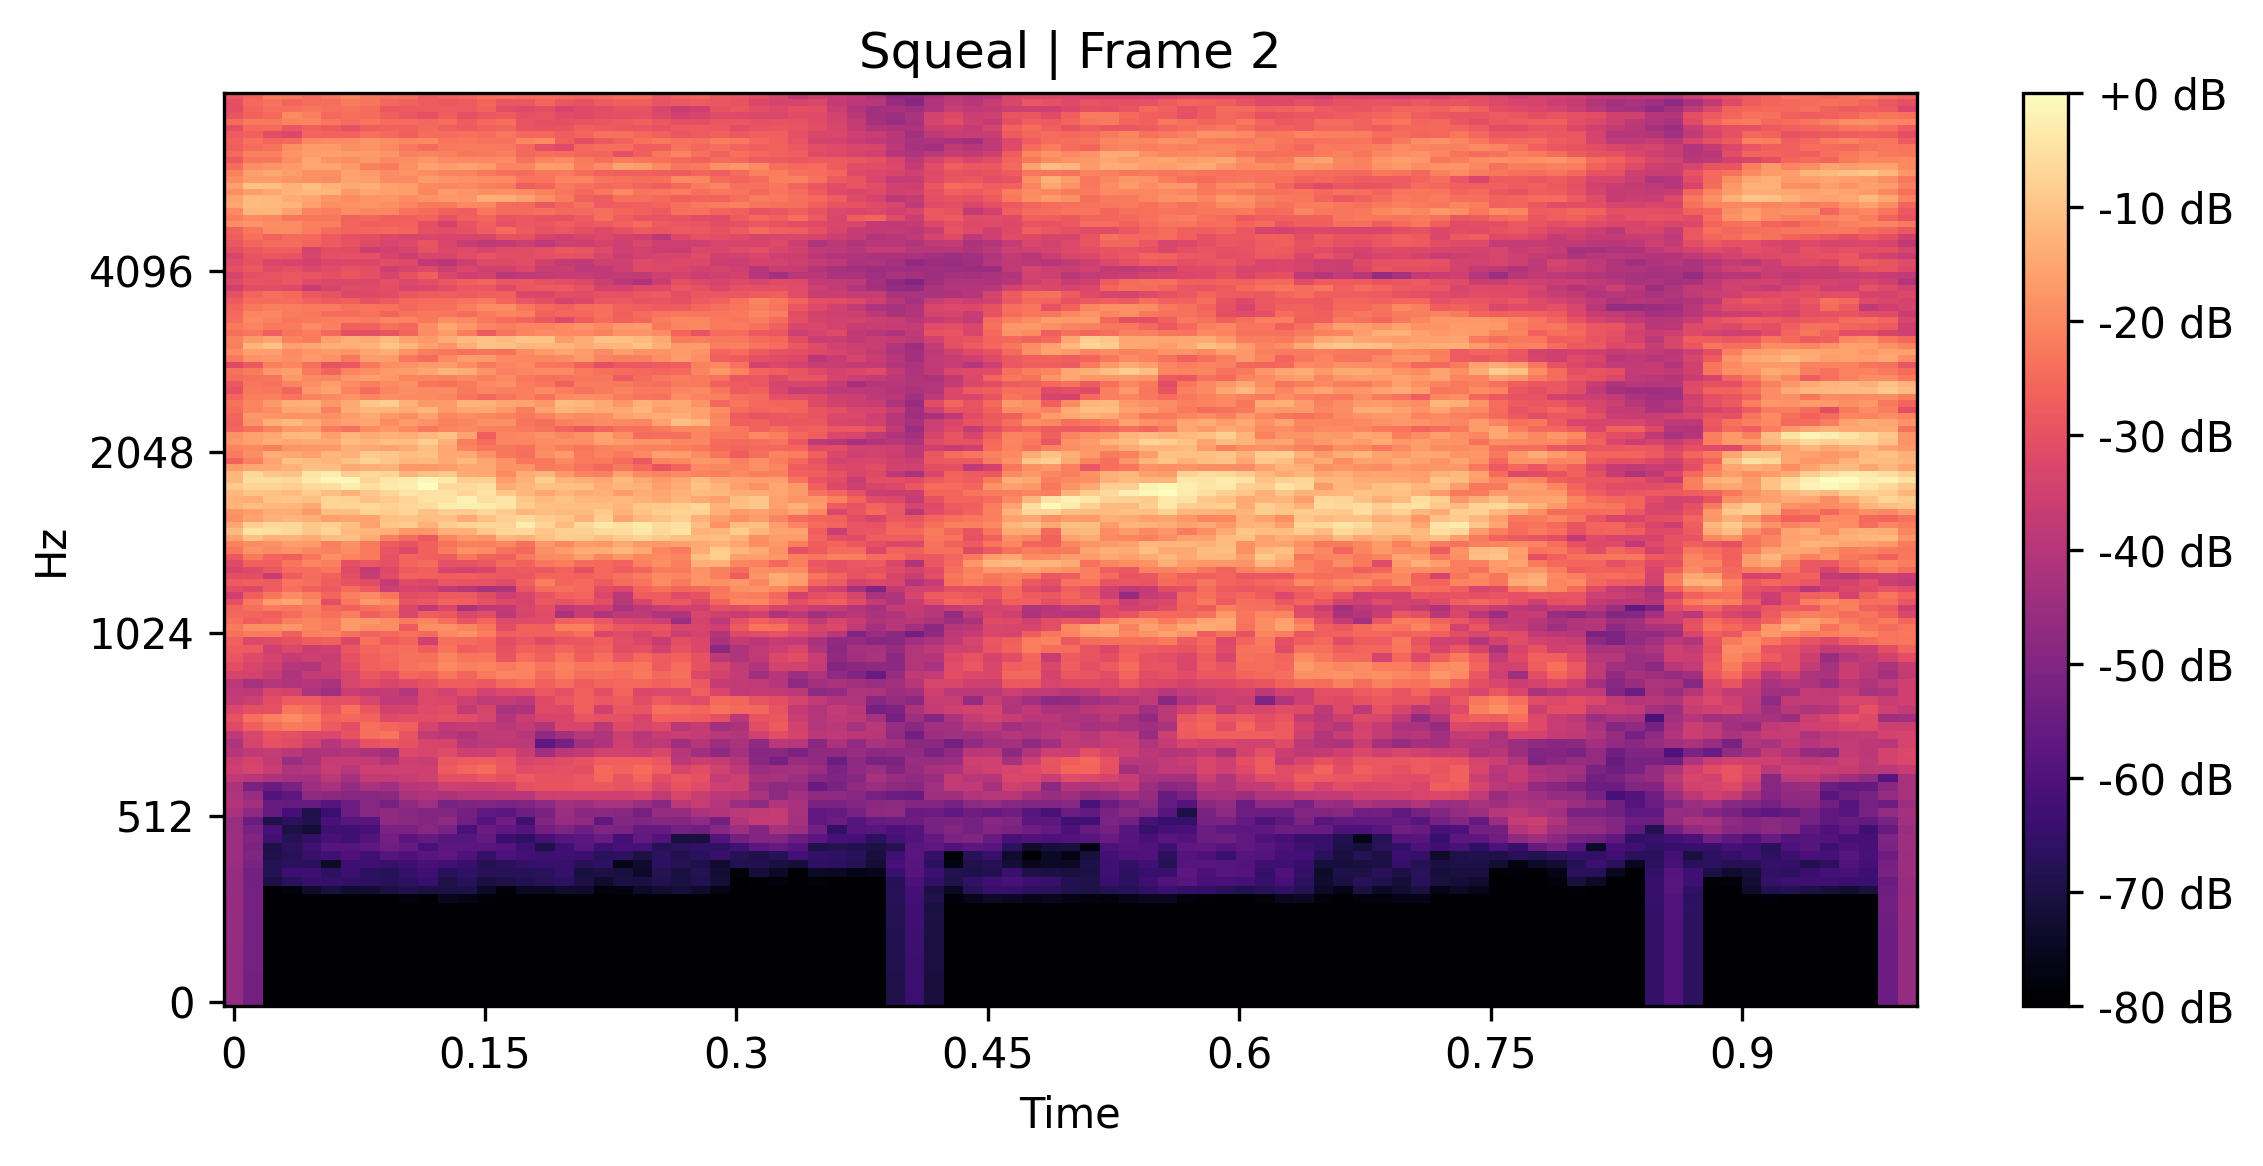 Squeal | Frame 2
+0 dB
-10 dB
-20 dB
-30 dB
-40 dB
-50 dB
-60 dB
-70 dB
-80 dB
Hz
4096
2048
1024
512
0
0
0.15
0.3
0.45
0.6
0.75
0.9
Time